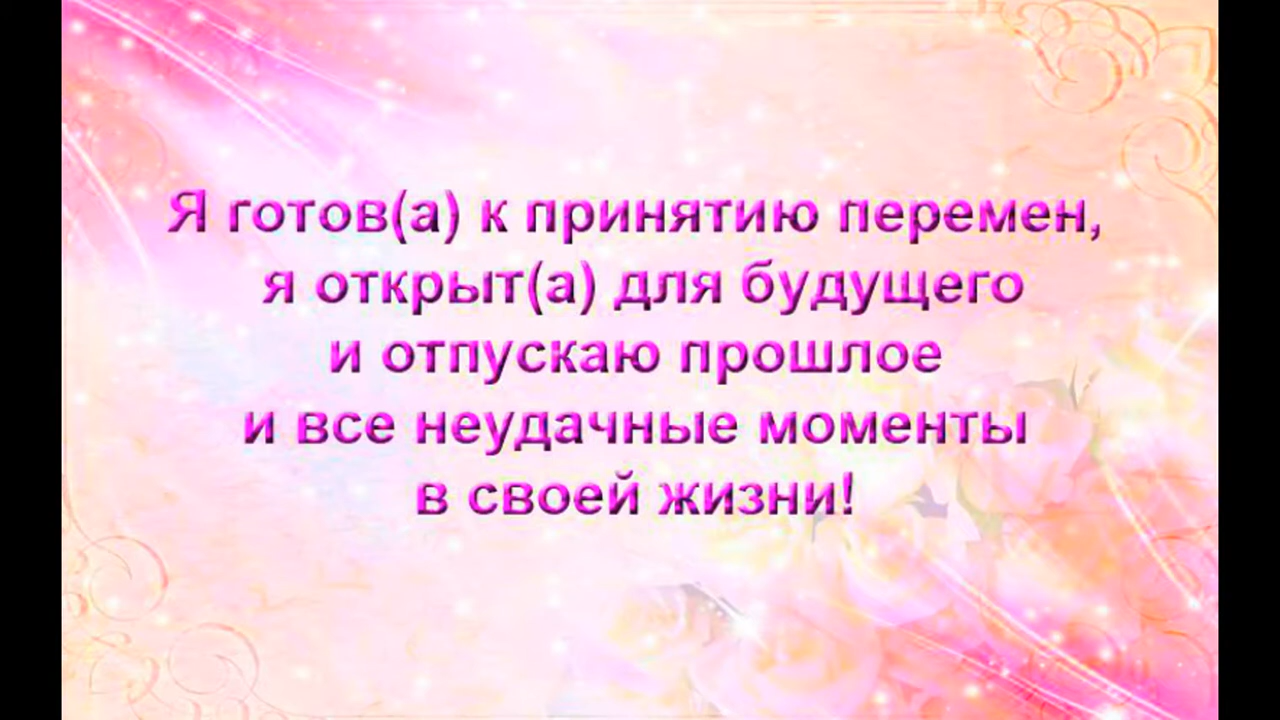 Я готов(а) к принятию перемен,
я открыт(а) для будущего
и отпускаю прошлое
и все неудачные моменты
в своей жизни!